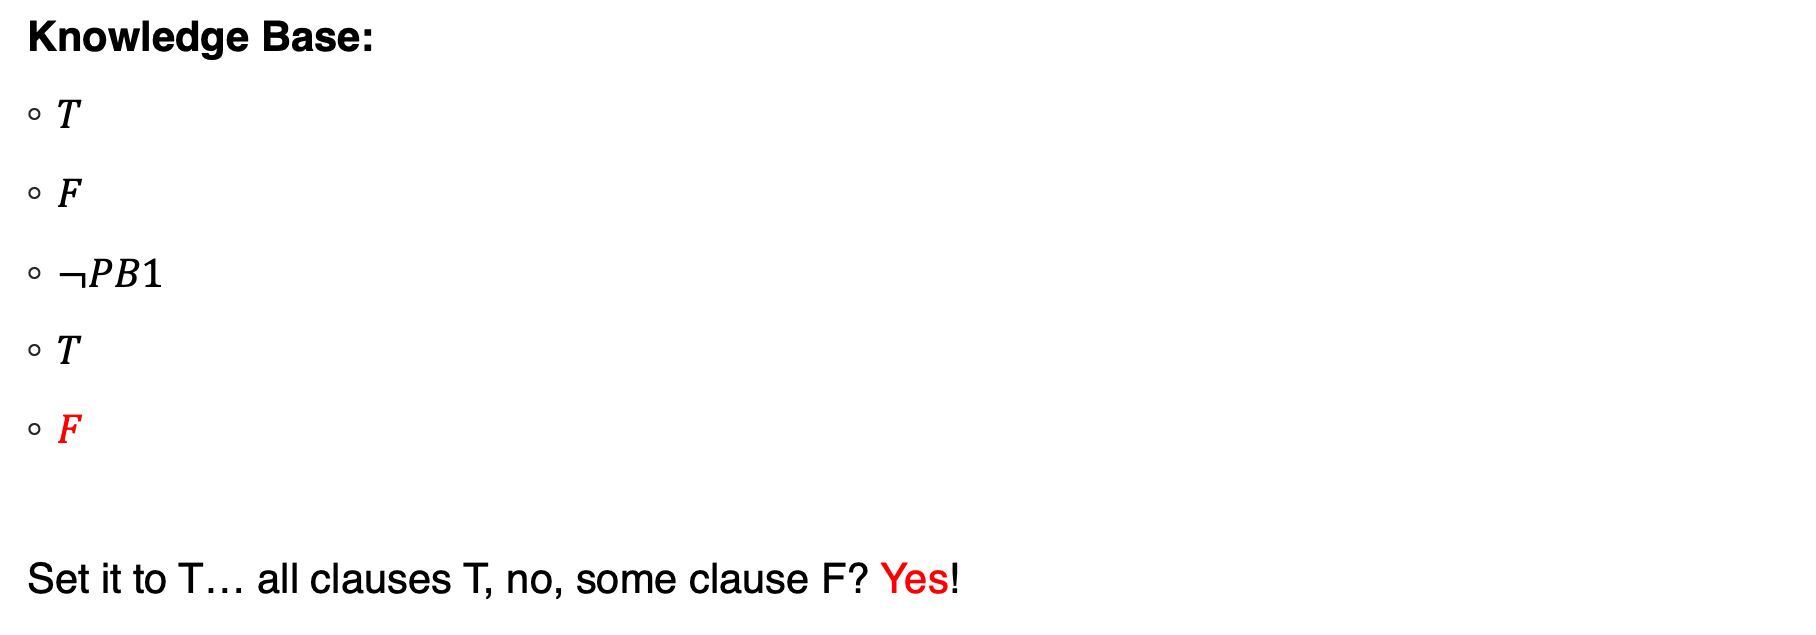 Knowledge Base:
◦ T
◦ F
◦ ¬PB1
◦ T
◦ F
Set it to T… all clauses T, no, some clause F? Yes!